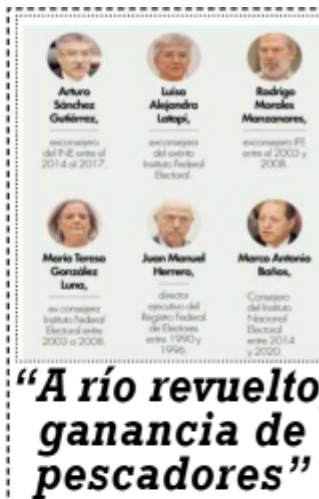 Arturo
Sánchez
Gutiérrez,
exconsejero
del INE entre el
2014 al 2017.
Luisa
Alejandra
Latapi,
exconsejera
del extinto
Instituto Federal
Electoral.
Rodrigo
Morales
Manzanares,
exconsejero IFE
entre el 2003 y
2008.
María Teresa
González
Luna,
ex consejera
Instituto Federal
Electoral entre
2003 a 2008.
Juan Manuel
Herrero,
director
ejecutivo del
Registro Federal
de Electores
entre 1990 y
1996.
Marco Antonio
Baños,
Consejero
del Instituto
Nacional
Electoral
entre 2014
y 2020.
“A río revuelto,
ganancia de
pescadores”